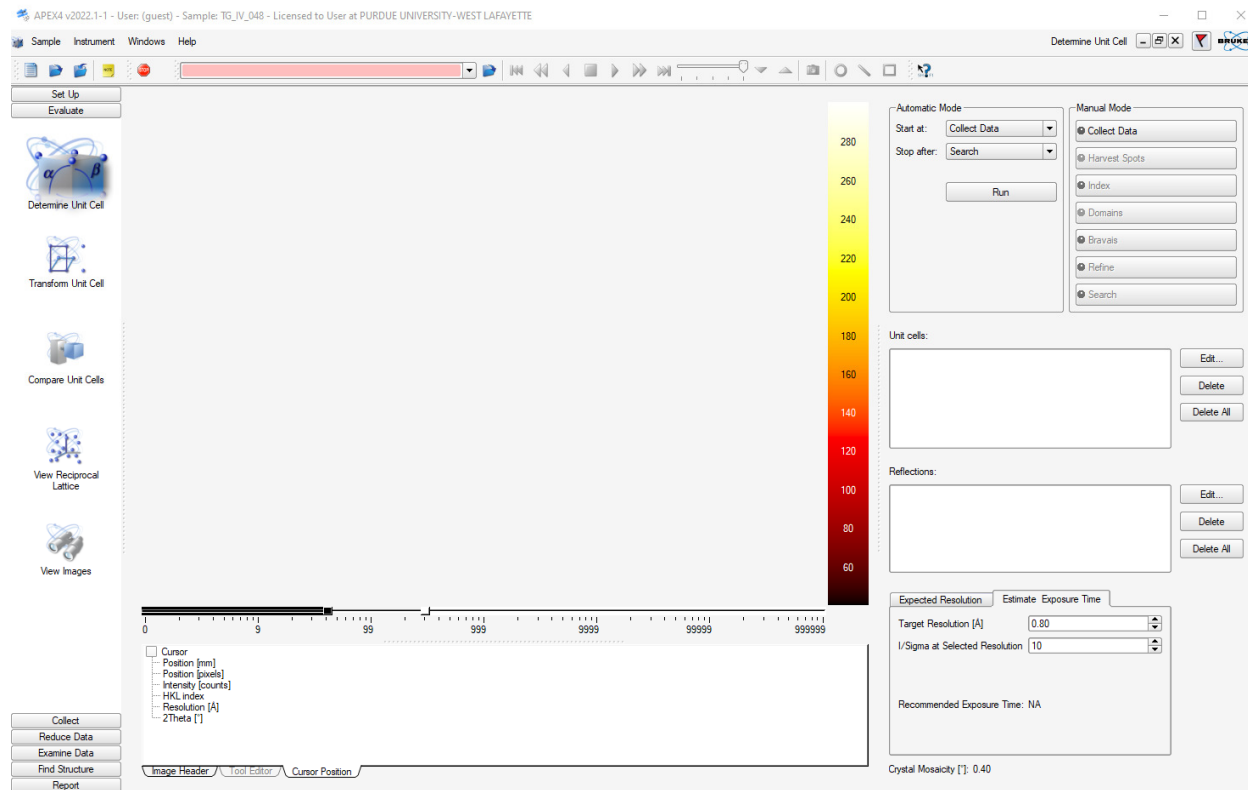 APEX4 v2022.1-1 - User: (guest) - Sample: TG_IV_048 - Licensed to User at PURDUE UNIVERSITY-WEST LAFAYETTE
Sample Instrument Windows Help
Determine Unit Cell
BRUKE
NOTE
STOP
Set Up
Evaluate
α β
Determine Unit Cell
Transform Unit Cell
Compare Unit Cells
View Reciprocal
Lattice
View Images
Collect
Reduce Data
Examine Data
Find Structure
Report
280
260
240
220
200
180
160
140
120
100
80
60
0 9 99 999 9999 99999 999999
Cursor
Position [mm]
Position [pixels]
Intensity [counts]
HKL index
Resolution [Å]
2Theta [°]
Image Header Tool Editor Cursor Position
Automatic Mode
Start at: Collect Data
Stop after: Search
Run
Manual Mode
Collect Data
Harvest Spots
Index
Domains
Bravais
Refine
Search
Unit cells:
Edit...
Delete
Delete All
Reflections:
Edit...
Delete
Delete All
Expected Resolution Estimate Exposure Time
Target Resolution [Å] 0.80
I/Sigma at Selected Resolution 10
Recommended Exposure Time: NA
Crystal Mosaicity [°]: 0.40